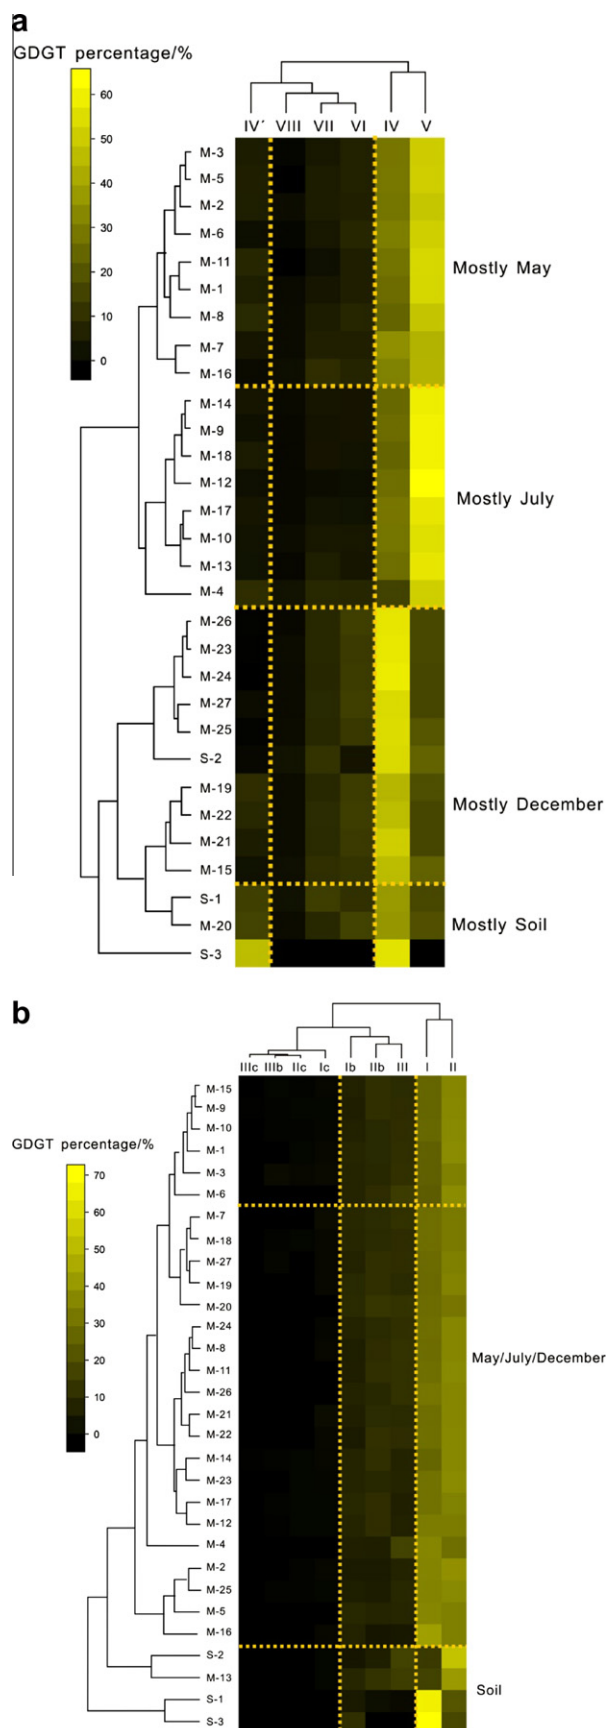 a
GDGT percentage/%
60
50
40
30
20
10
0
IV´ VIII VII VI IV V
M-3
M-5
M-2
M-6
M-11
M-1
M-8
M-7
M-16
Mostly May
M-14
M-9
M-18
M-12
M-17
M-10
M-13
M-4
Mostly July
M-26
M-23
M-24
M-27
M-25
S-2
M-19
M-22
M-21
M-15
Mostly December
S-1
M-20
S-3
Mostly Soil
b
GDGT percentage/%
70
60
50
40
30
20
10
0
IIIc IIIb IIc Ic Ib IIb III I II
M-15
M-9
M-10
M-1
M-3
M-6
M-7
M-18
M-27
M-19
M-20
M-24
M-8
M-11
M-26
M-21
M-22
M-14
M-23
M-17
M-12
M-4
M-2
M-25
M-5
M-16
May/July/December
S-2
M-13
S-1
S-3
Soil